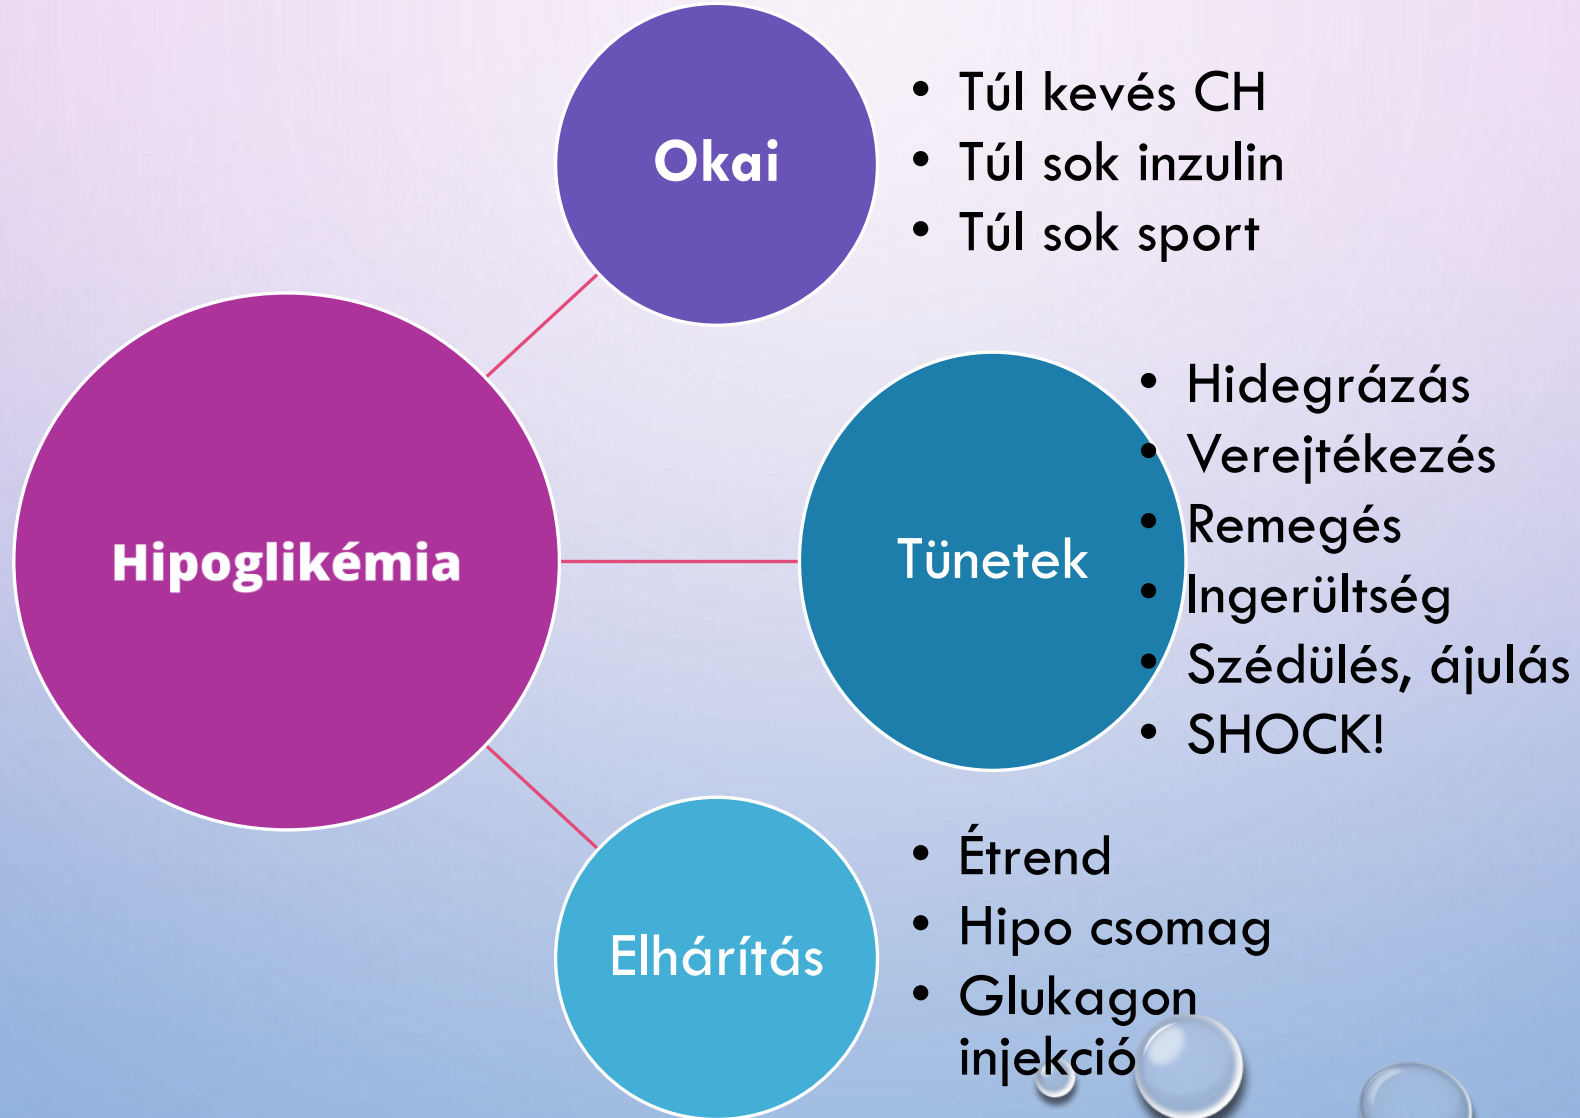 Okai
• Túl kevés CH
• Túl sok inzulin
• Túl sok sport
Hipoglikémia
Tünetek
• Hidegrázás
• Verejtékezés
• Remegés
• Ingerültség
• Szédülés, ájulás
• SHOCK!
Elhárítás
• Étrend
• Hipo csomag
• Glukagon
injekció